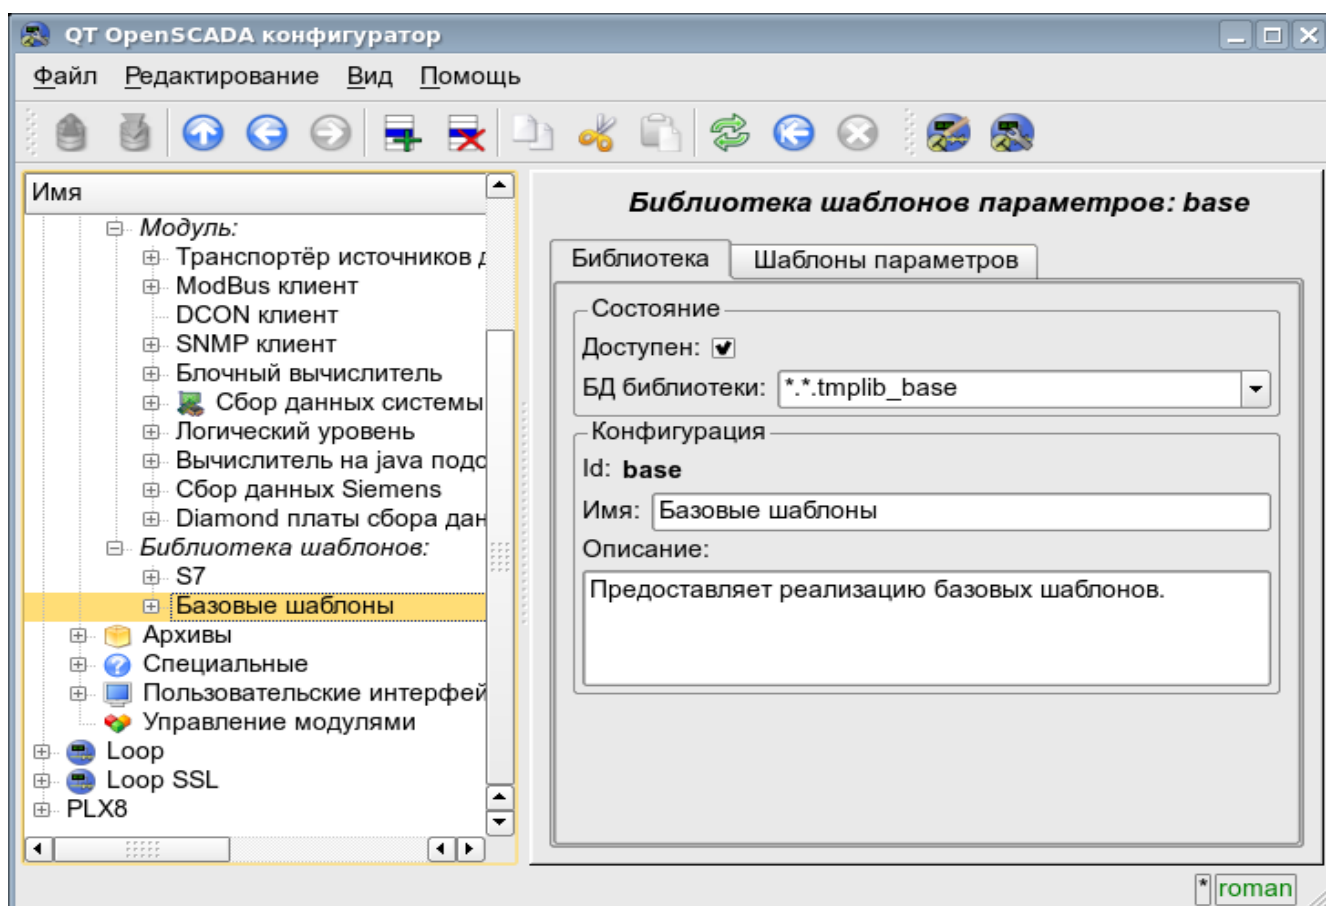 QT OpenSCADA конфигуратор
Файл Редактирование Вид Помощь
Имя
Модуль:
Транспортёр источников д
ModBus клиент
DCON клиент
SNMP клиент
Блочный вычислитель
Сбор данных системы
Логический уровень
Вычислитель на java подо
Сбор данных Siemens
Diamond платы сбора дан
Библиотека шаблонов:
S7
Базовые шаблоны
Архивы
Специальные
Пользовательские интерфей
Управление модулями
Loop
Loop SSL
PLX8
Библиотека шаблонов параметров: base
Библиотека Шаблоны параметров
Состояние
Доступен:
БД библиотеки: *.*.tmplib_base
Конфигурация
Id: base
Имя: Базовые шаблоны
Описание:
Предоставляет реализацию базовых шаблонов.
* roman